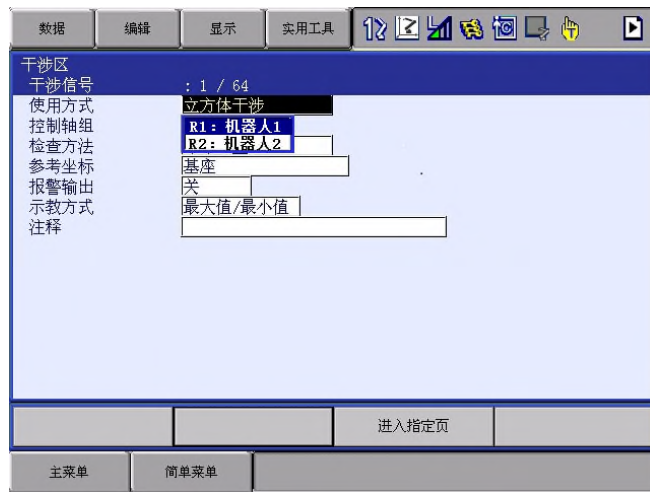 数据 编辑 显示 实用工具
干涉区
干涉信号 : 1 / 64
使用方式 立方体干涉
控制轴组 R1: 机器人1
检查方法 R2: 机器人2
参考坐标 基座
报警输出 关
示教方式 最大值/最小值
注释
进入指定页
主菜单 简单菜单